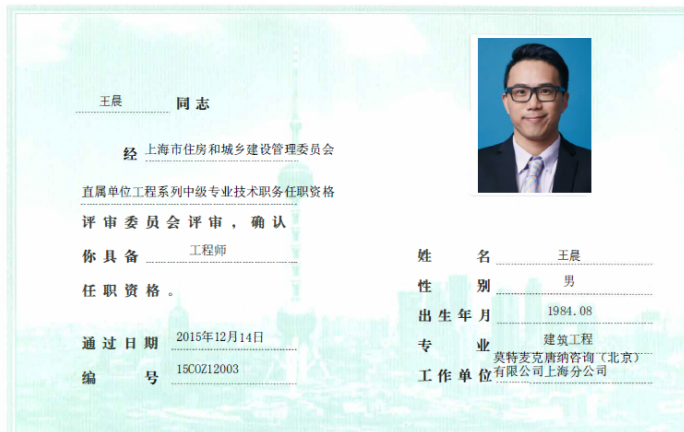 王晨 同志
经 上海市住房和城乡建设管理委员会
直属单位工程系列中级专业技术职务任职资格
评审委员会评审，确认
你具备 工程师
任职资格。
通过日期 2015年12月14日
编号 15C0Z12003
姓名 王晨
性别 男
出生年月 1984.08
专业 建筑工程
工作单位 莫特麦克唐纳咨询（北京）
有限公司上海分公司